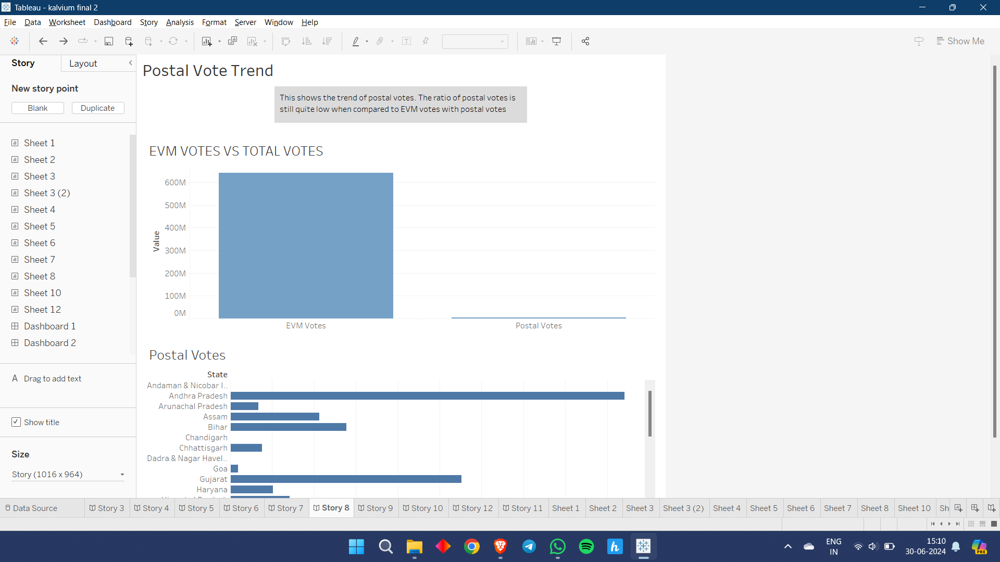 Tableau - kalvium final 2
File Data Worksheet Dashboard Story Analysis Format Server Window Help
Show Me
Story
Layout
New story point
Blank
Duplicate
Sheet 1
Sheet 2
Sheet 3
Sheet 3 (2)
Sheet 4
Sheet 5
Sheet 6
Sheet 7
Sheet 8
Sheet 10
Sheet 12
Dashboard 1
Dashboard 2
A Drag to add text
Show title
Size
Story (1016 x 964)
Postal Vote Trend
This shows the trend of postal votes. The ratio of postal votes is
still quite low when compared to EVM votes with postal votes
EVM VOTES VS TOTAL VOTES
Value
600M
500M
400M
300M
200M
100M
0M
EVM Votes
Postal Votes
Postal Votes
State
Andaman & Nicobar I..
Andhra Pradesh
Arunachal Pradesh
Assam
Bihar
Chandigarh
Chhattisgarh
Dadra & Nagar Havel..
Goa
Gujarat
Haryana
Data Source
Story 3
Story 4
Story 5
Story 6
Story 7
Story 8
Story 9
Story 10
Story 12
Story 11
Sheet 1
Sheet 2
Sheet 3
Sheet 3 (2)
Sheet 4
Sheet 5
Sheet 6
Sheet 7
Sheet 8
Sheet 10
Sh
h
ENG
IN
15:10
30-06-2024
PRE